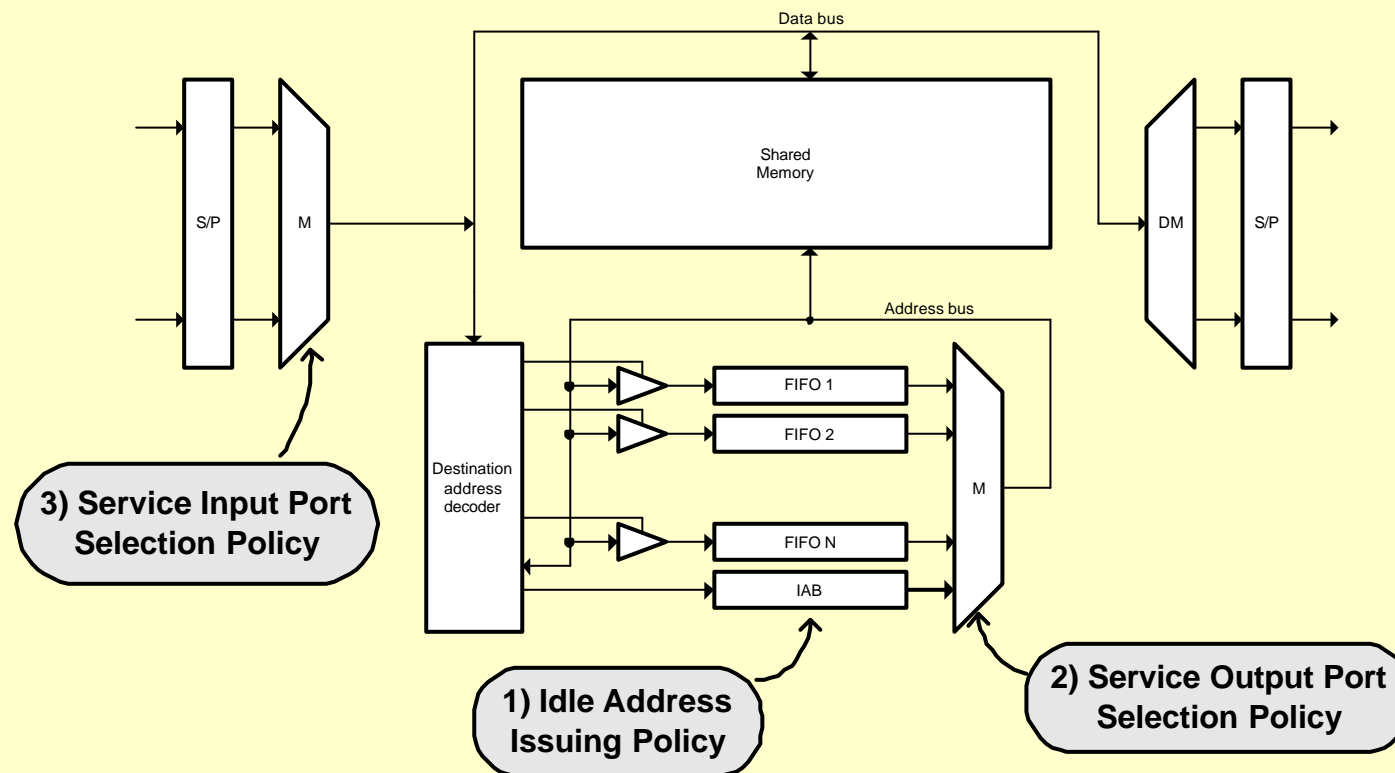 Data bus
Shared
Memory
S/P
M
DM
S/P
Address bus
FIFO 1
FIFO 2
Destination
address
decoder
M
FIFO N
IAB
3) Service Input Port
Selection Policy
1) Idle Address
Issuing Policy
2) Service Output Port
Selection Policy